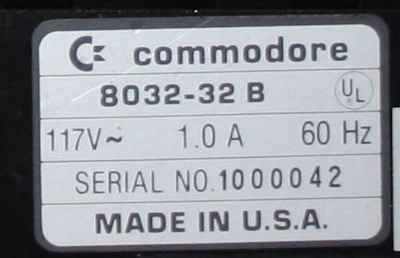 commodore
8032-32 B
UL
117V~ 1.0 A 60 Hz
SERIAL NO. 1000042
MADE IN U.S.A.